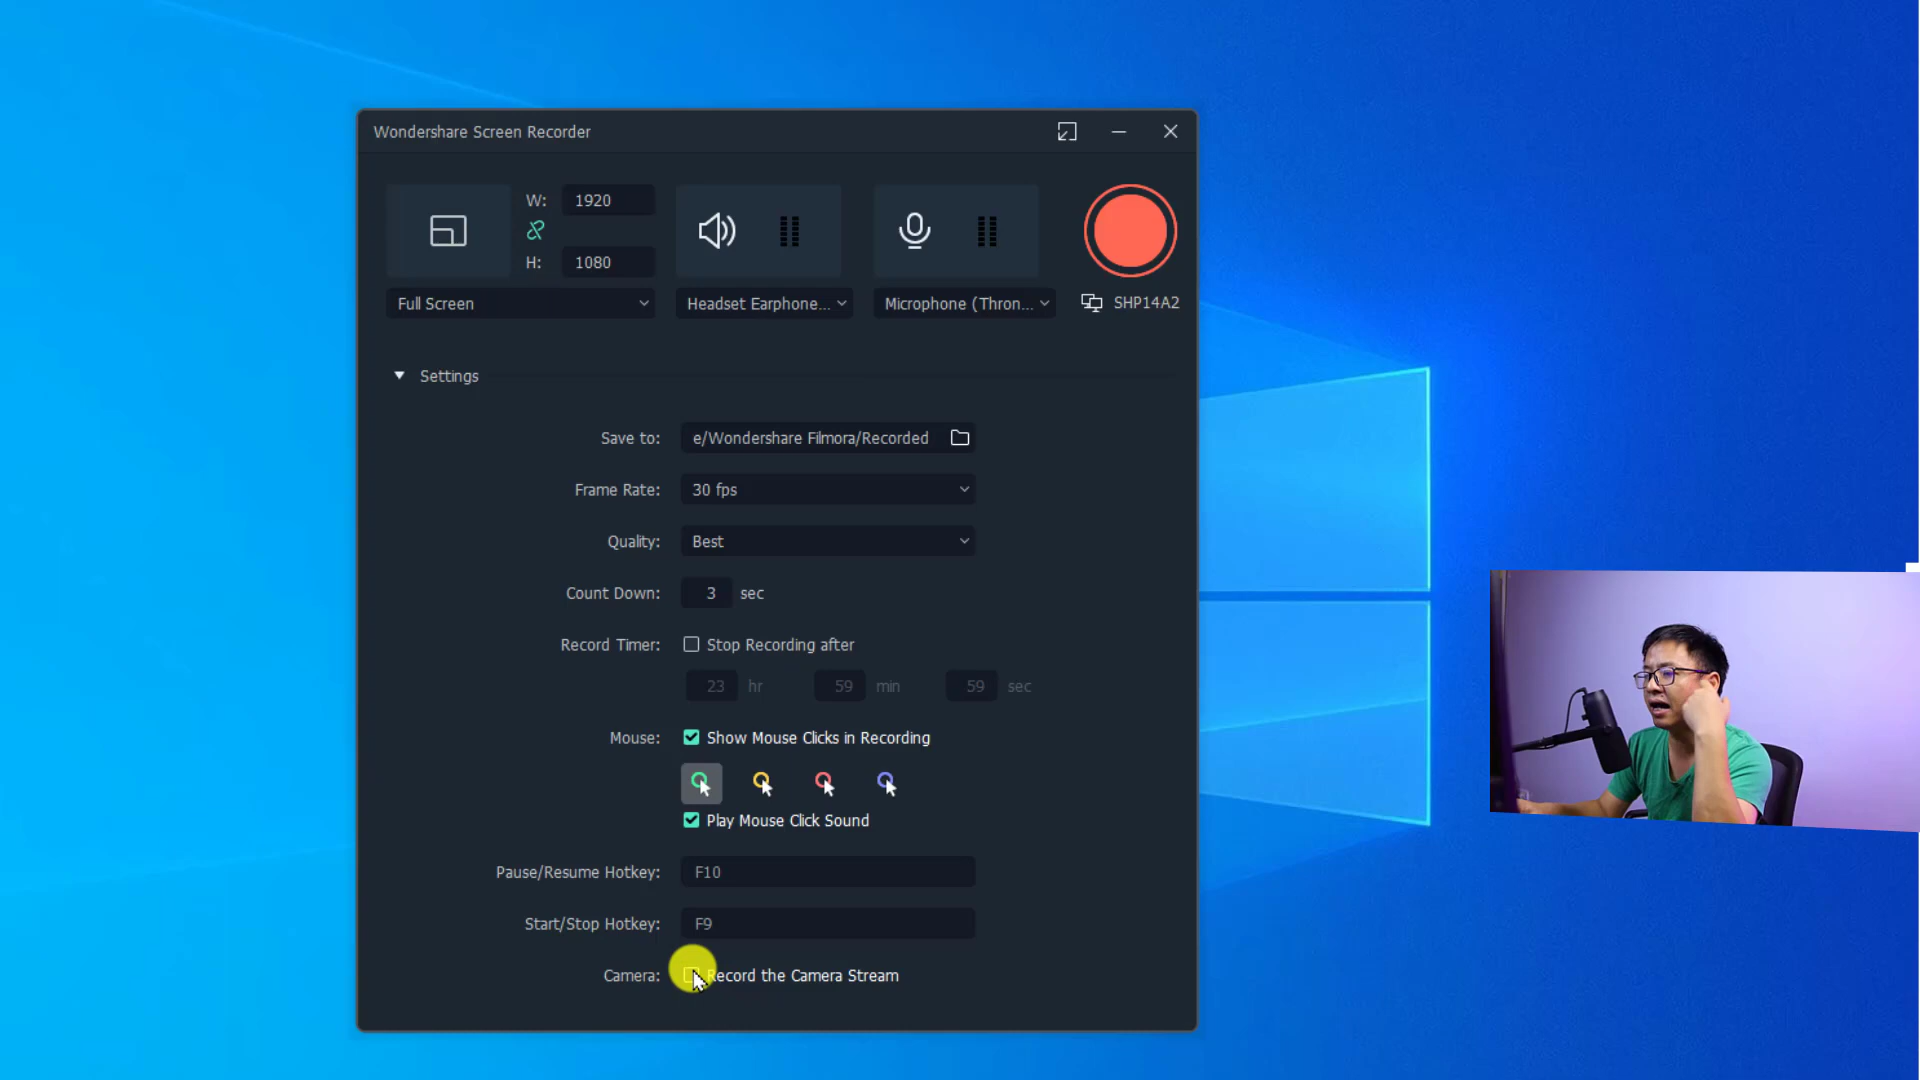 Wondershare Screen Recorder
W: 1920
H: 1080
Full Screen
Headset Earphone...
Microphone (Thron...
SHP14A2
Settings
Save to: e/Wondershare Filmora/Recorded
Frame Rate: 30 fps
Quality: Best
Count Down: 3 sec
Record Timer: Stop Recording after
23 hr 59 min 59 sec
Mouse: Show Mouse Clicks in Recording
Play Mouse Click Sound
Pause/Resume Hotkey: F10
Start/Stop Hotkey: F9
Camera: Record the Camera Stream